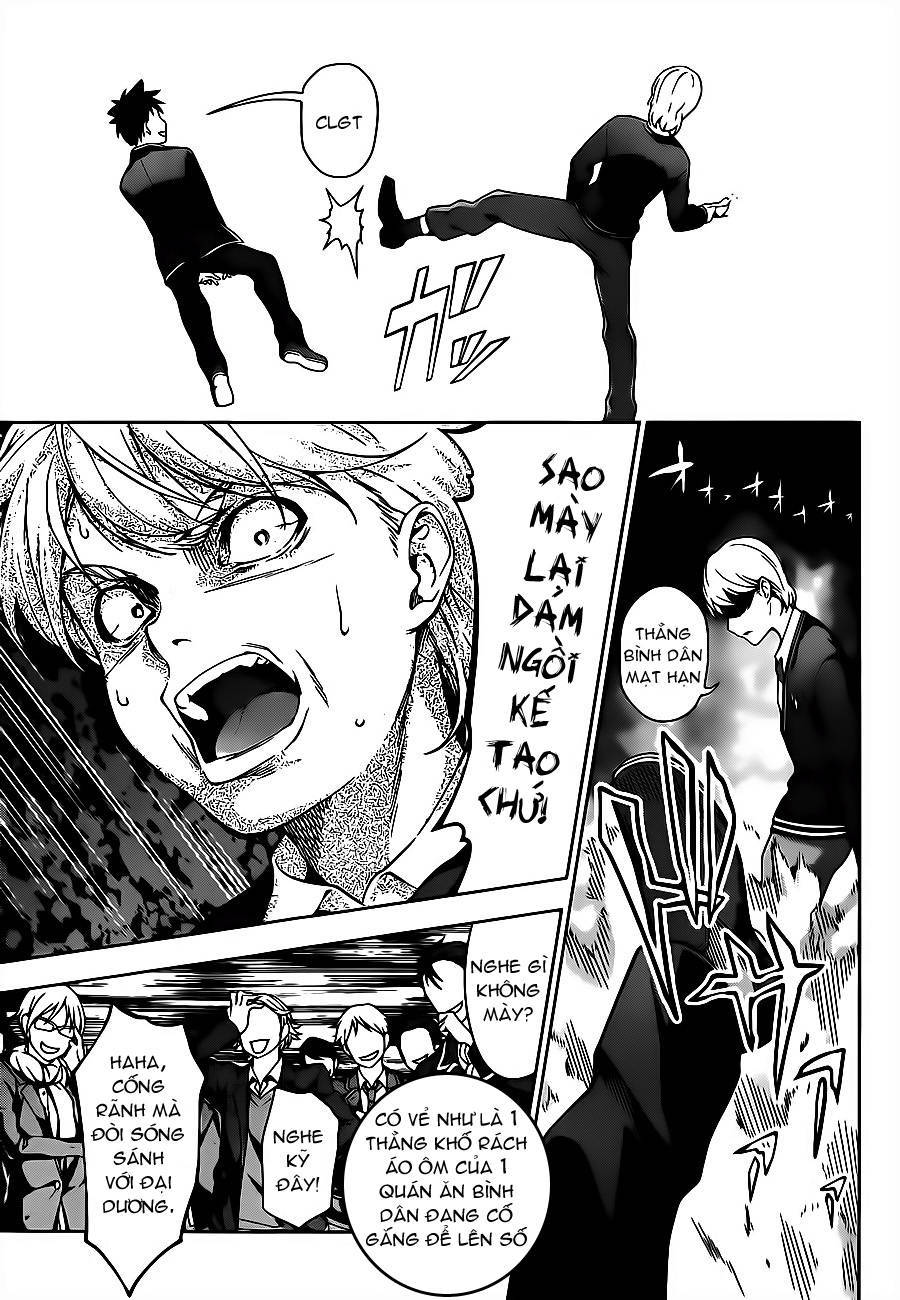 CLGT
ガッ
THẰNG
BÌNH DÂN
MẠT HẠN
SAO
MÀY
LẠI
DÁM
NGỒI
KẾ
TAO
CHỨ!
NGHE GÌ
KHÔNG
MÀY?
CÓ VẺ NHƯ LÀ 1
THẰNG KHỐ RÁCH
ÁO ÔM CỦA 1
QUÁN ĂN BÌNH
DÂN ĐANG CỐ
GẮNG ĐỂ LÊN SỐ
NGHE
KỸ
ĐÂY!
HAHA,
CỐNG
RÃNH MÀ
ĐÒI SÓNG
SÁNH
VỚI ĐẠI
DƯƠNG.